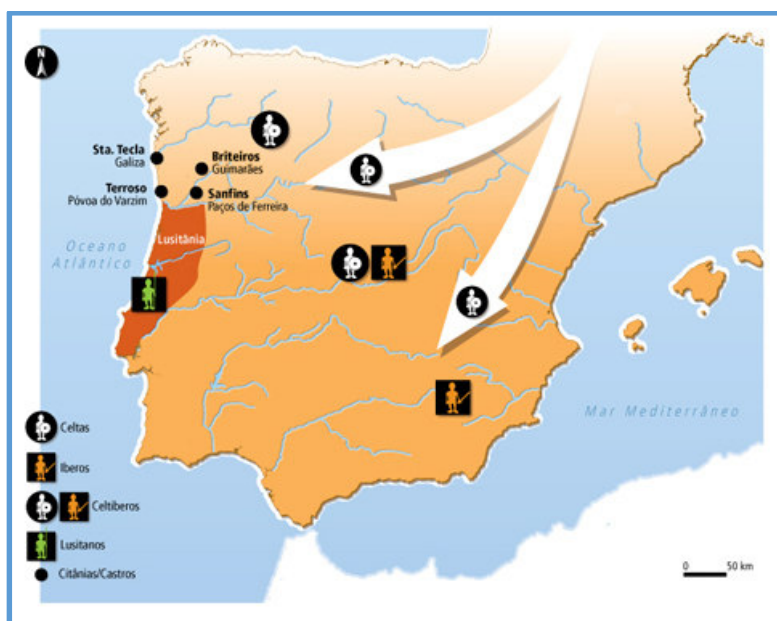 N
Sta. Tecla
Galiza
Briteiros
Guimarães
Terroso
Póvoa do Varzim
Sanfins
Paços de Ferreira
Lusitânia
Oceano
Atlântico
Mar Mediterrâneo
Celtas
Iberos
Celtiberos
Lusitanos
Citânias/Castros
0 50 km